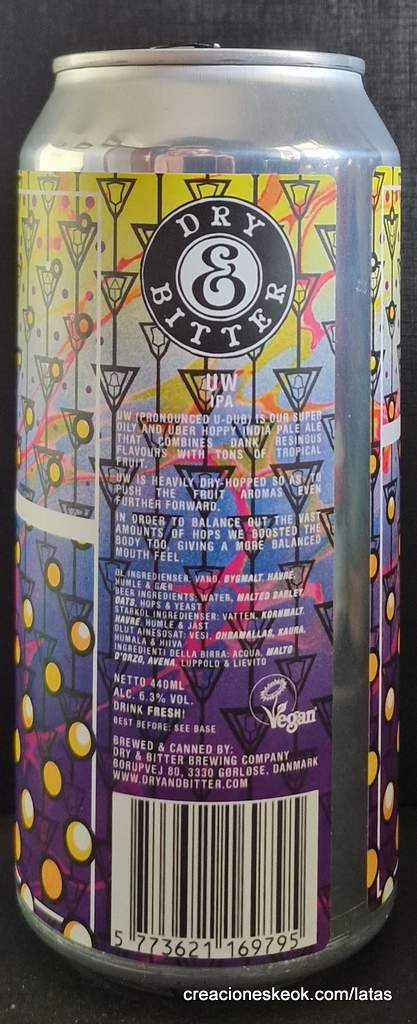 DRY
&
BITTER
UW
IPA
UW (PRONOUNCED U-DUB) IS OUR SUPER
OILY AND UBER HOPPY INDIA PALE ALE
THAT COMBINES DANK, RESINOUS
FLAVOURS WITH TONS OF TROPICAL
FRUIT.
UW IS HEAVILY DRY-HOPPED SO AS TO
PUSH THE FRUIT AROMAS EVEN
FURTHER FORWARD.
IN ORDER TO BALANCE OUT THE VAST
AMOUNTS OF HOPS WE BOOSTED THE
BODY TOO, GIVING A MORE BALANCED
MOUTH FEEL.
ØL INGREDIENSER: VAND, BYGMALT, HAVRE,
HUMLE & GÆR
BEER INGREDIENTS: WATER, MALTED BARLEY,
OATS, HOPS & YEAST
STARKÖL INGREDIENSER: VATTEN, KORNMALT,
HAVRE, HUMLE & JÄST
OLUT AINESOSAT: VESI, OHRAMALLAS, KAURA,
HUMALA & HIIVA
INGREDIENTI DELLA BIRRA: ACQUA, MALTO
D'ORZO, AVENA, LUPPOLO & LIEVITO
NETTO 440ML
ALC. 6.3% VOL.
DRINK FRESH!
BEST BEFORE: SEE BASE
Vegan
BREWED & CANNED BY:
DRY & BITTER BREWING COMPANY
BORUPVEJ 80, 3330 GØRLØSE, DANMARK
WWW.DRYANDBITTER.COM
5 773621 169795
creacioneskeok.com/latas